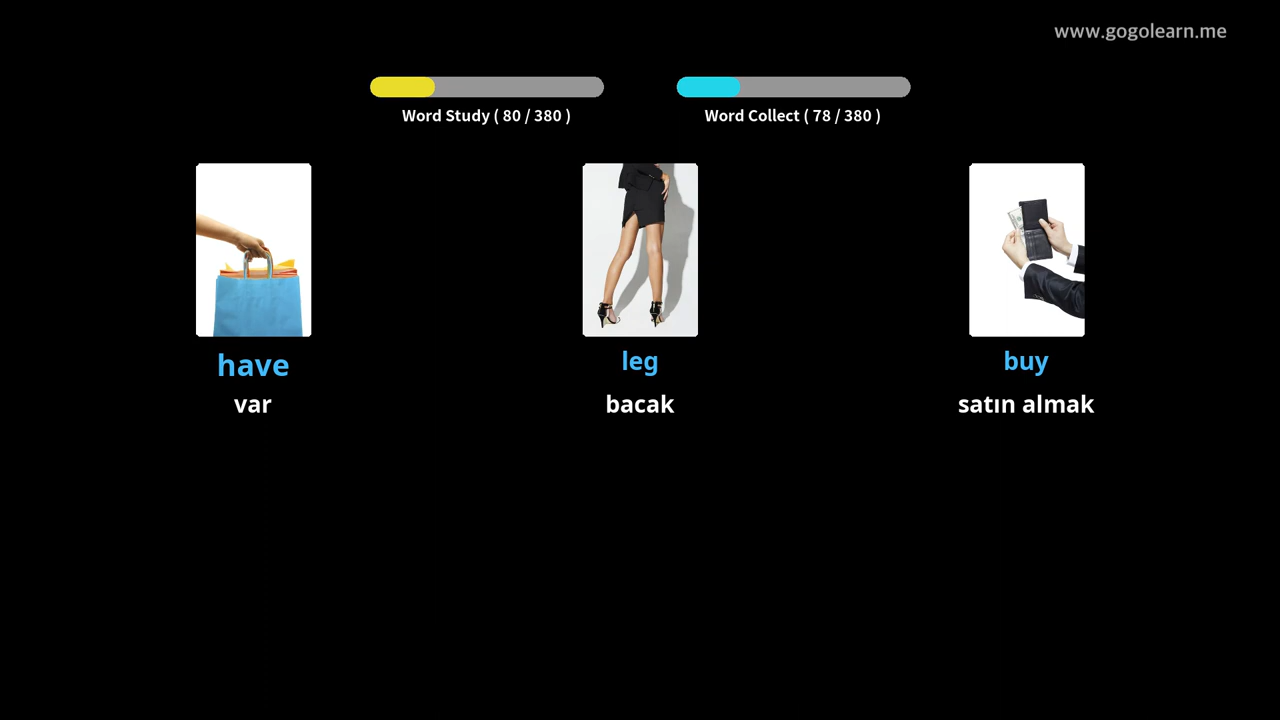 www.gogolearn.me
Word Study ( 80 / 380 )
Word Collect ( 78 / 380 )
have
leg
buy
var
bacak
satın almak